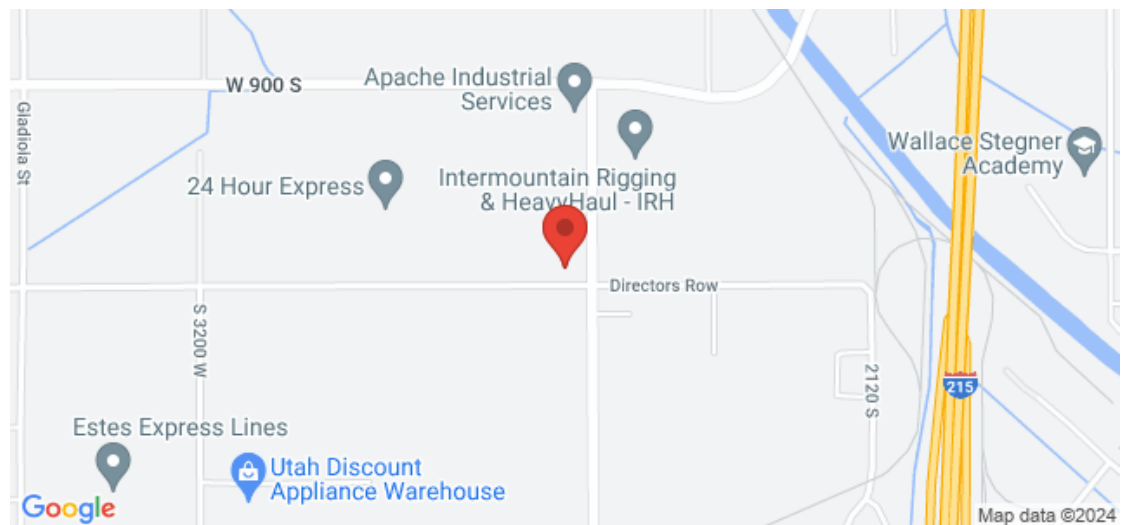 W 900 S
Apache Industrial
Services
Gladiola St
Wallace Stegner
Academy
24 Hour Express
Intermountain Rigging
& HeavyHaul - IRH
Directors Row
S 3200 W
2120 S
215
Estes Express Lines
Utah Discount
Appliance Warehouse
Google
Map data ©2024